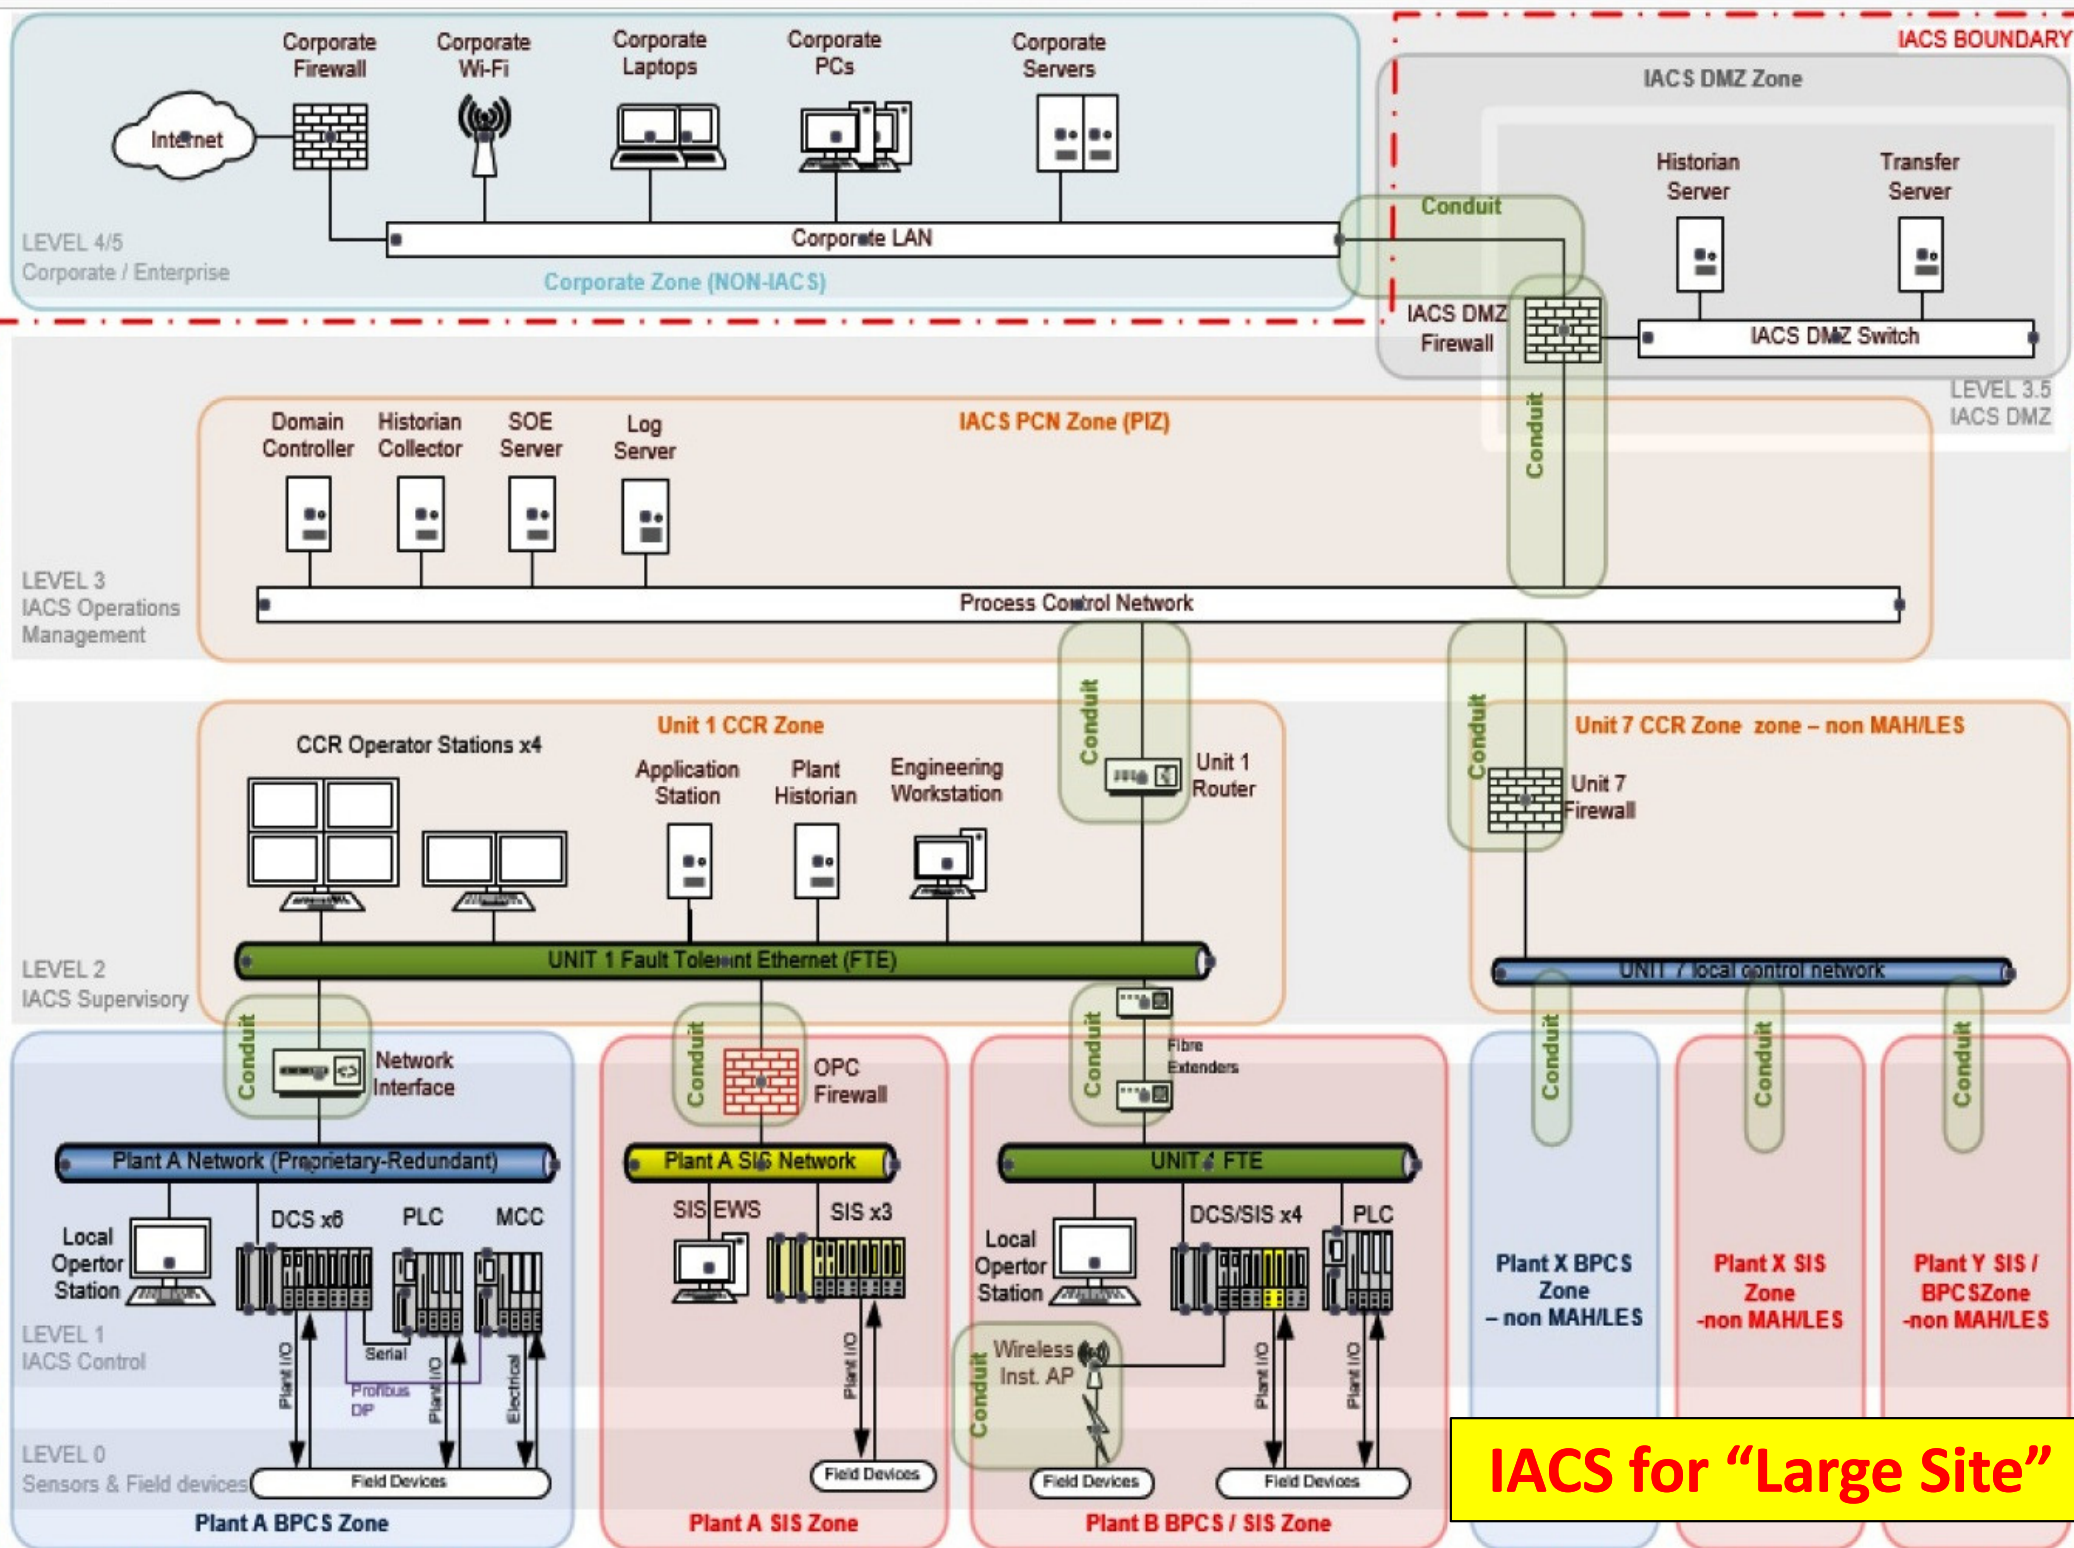 Corporate
Firewall
Corporate
Wi-Fi
Corporate
Laptops
Corporate
PCs
Corporate
Servers
Internet
Corporate LAN
LEVEL 4/5
Corporate / Enterprise
Corporate Zone (NON-IACS)
IACS BOUNDARY
IACS DMZ Zone
Historian
Server
Transfer
Server
Conduit
IACS DMZ
Firewall
IACS DMZ Switch
LEVEL 3.5
IACS DMZ
Conduit
IACS PCN Zone (PIZ)
Domain
Controller
Historian
Collector
SOE
Server
Log
Server
LEVEL 3
IACS Operations
Management
Process Control Network
Conduit
Conduit
Unit 1 CCR Zone
CCR Operator Stations x4
Application
Station
Plant
Historian
Engineering
Workstation
Unit 1
Router
Unit 7 CCR Zone zone – non MAH/LES
Unit 7
Firewall
UNIT 1 Fault Tolerant Ethernet (FTE)
UNIT 7 local control network
LEVEL 2
IACS Supervisory
Conduit
Network
Interface
Conduit
OPC
Firewall
Conduit
Fibre
Extenders
Conduit
Conduit
Conduit
Plant A Network (Proprietary-Redundant)
Plant A SIS Network
UNIT 1 FTE
Local
Opertor
Station
DCS x6
PLC
MCC
SIS EWS
SIS x3
Local
Opertor
Station
DCS/SIS x4
PLC
Plant X BPCS
Zone
– non MAH/LES
Plant X SIS
Zone
-non MAH/LES
Plant Y SIS /
BPCSZone
-non MAH/LES
LEVEL 1
IACS Control
Plant I/O
Serial
Profibus
DP
Plant I/O
Electrical
Plant I/O
Conduit
Wireless
Inst. AP
Plant I/O
Plant I/O
LEVEL 0
Sensors & Field devices
Field Devices
Field Devices
Field Devices
Field Devices
Plant A BPCS Zone
Plant A SIS Zone
Plant B BPCS / SIS Zone
IACS for “Large Site”